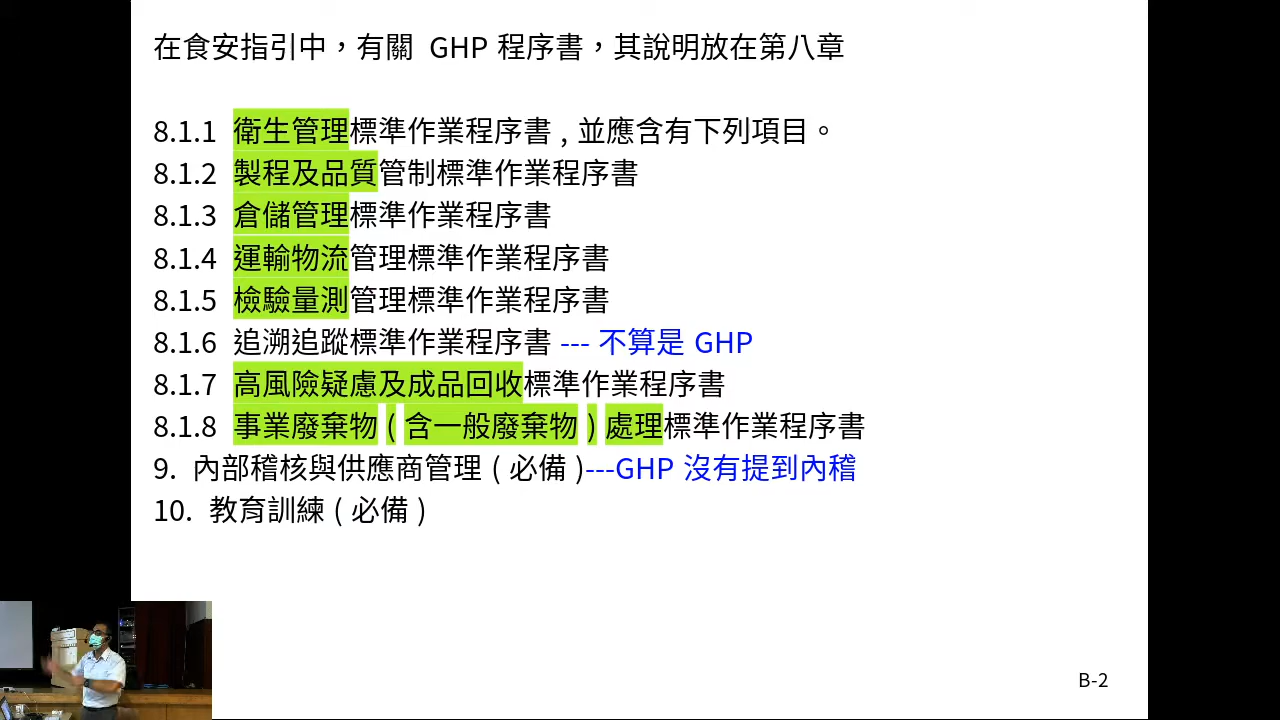 在食安指引中，有關 GHP 程序書，其說明放在第八章
8.1.1 衛生管理標準作業程序書 , 並應含有下列項目。
8.1.2 製程及品質管制標準作業程序書
8.1.3 倉儲管理標準作業程序書
8.1.4 運輸物流管理標準作業程序書
8.1.5 檢驗量測管理標準作業程序書
8.1.6 追溯追蹤標準作業程序書 --- 不算是 GHP
8.1.7 高風險疑慮及成品回收標準作業程序書
8.1.8 事業廢棄物 ( 含一般廢棄物 ) 處理標準作業程序書
9. 內部稽核與供應商管理 ( 必備 )---GHP 沒有提到內稽
10. 教育訓練 ( 必備 )
B-2